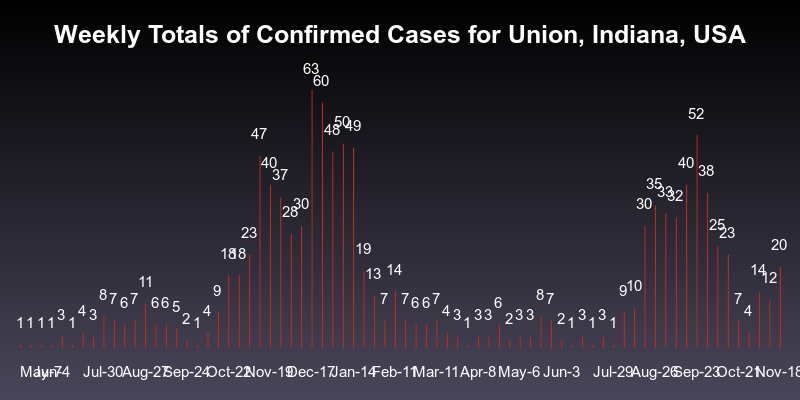 Weekly Totals of Confirmed Cases for Union, Indiana, USA
1 1 1 1 3 1 4 3 8 7 6 7 11 6 6 5 2 1 4 9 18 18 23 47 40 37 28 30 63 60 48 50 49 19 13 7 14 7 6 6 7 4 3 1 3 3 6 2 3 3 8 7 2 1 3 1 3 1 9 10 30 35 33 32 40 52 38 25 23 7 4 14 12 20
May-7 Jun-4 Jul-30 Aug-27 Sep-24 Oct-22 Nov-19 Dec-17 Jan-14 Feb-11 Mar-11 Apr-8 May-6 Jun-3 Jul-29 Aug-26 Sep-23 Oct-21 Nov-18